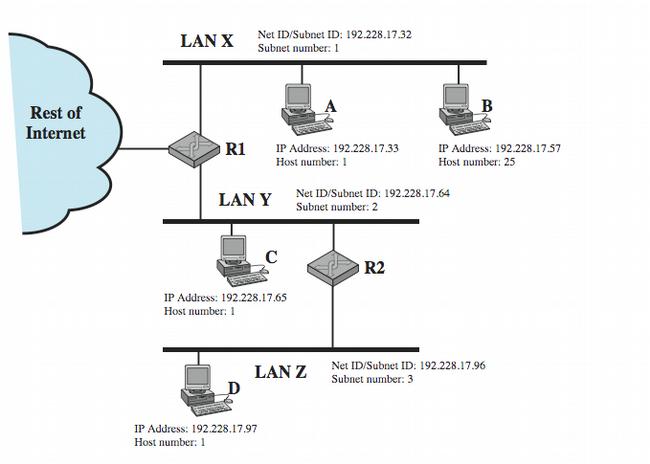 LAN X
Net ID/Subnet ID: 192.228.17.32
Subnet number: 1
Rest of
Internet
A
B
R1
IP Address: 192.228.17.33
Host number: 1
IP Address: 192.228.17.57
Host number: 25
LAN Y
Net ID/Subnet ID: 192.228.17.64
Subnet number: 2
C
R2
IP Address: 192.228.17.65
Host number: 1
LAN Z
Net ID/Subnet ID: 192.228.17.96
Subnet number: 3
D
IP Address: 192.228.17.97
Host number: 1